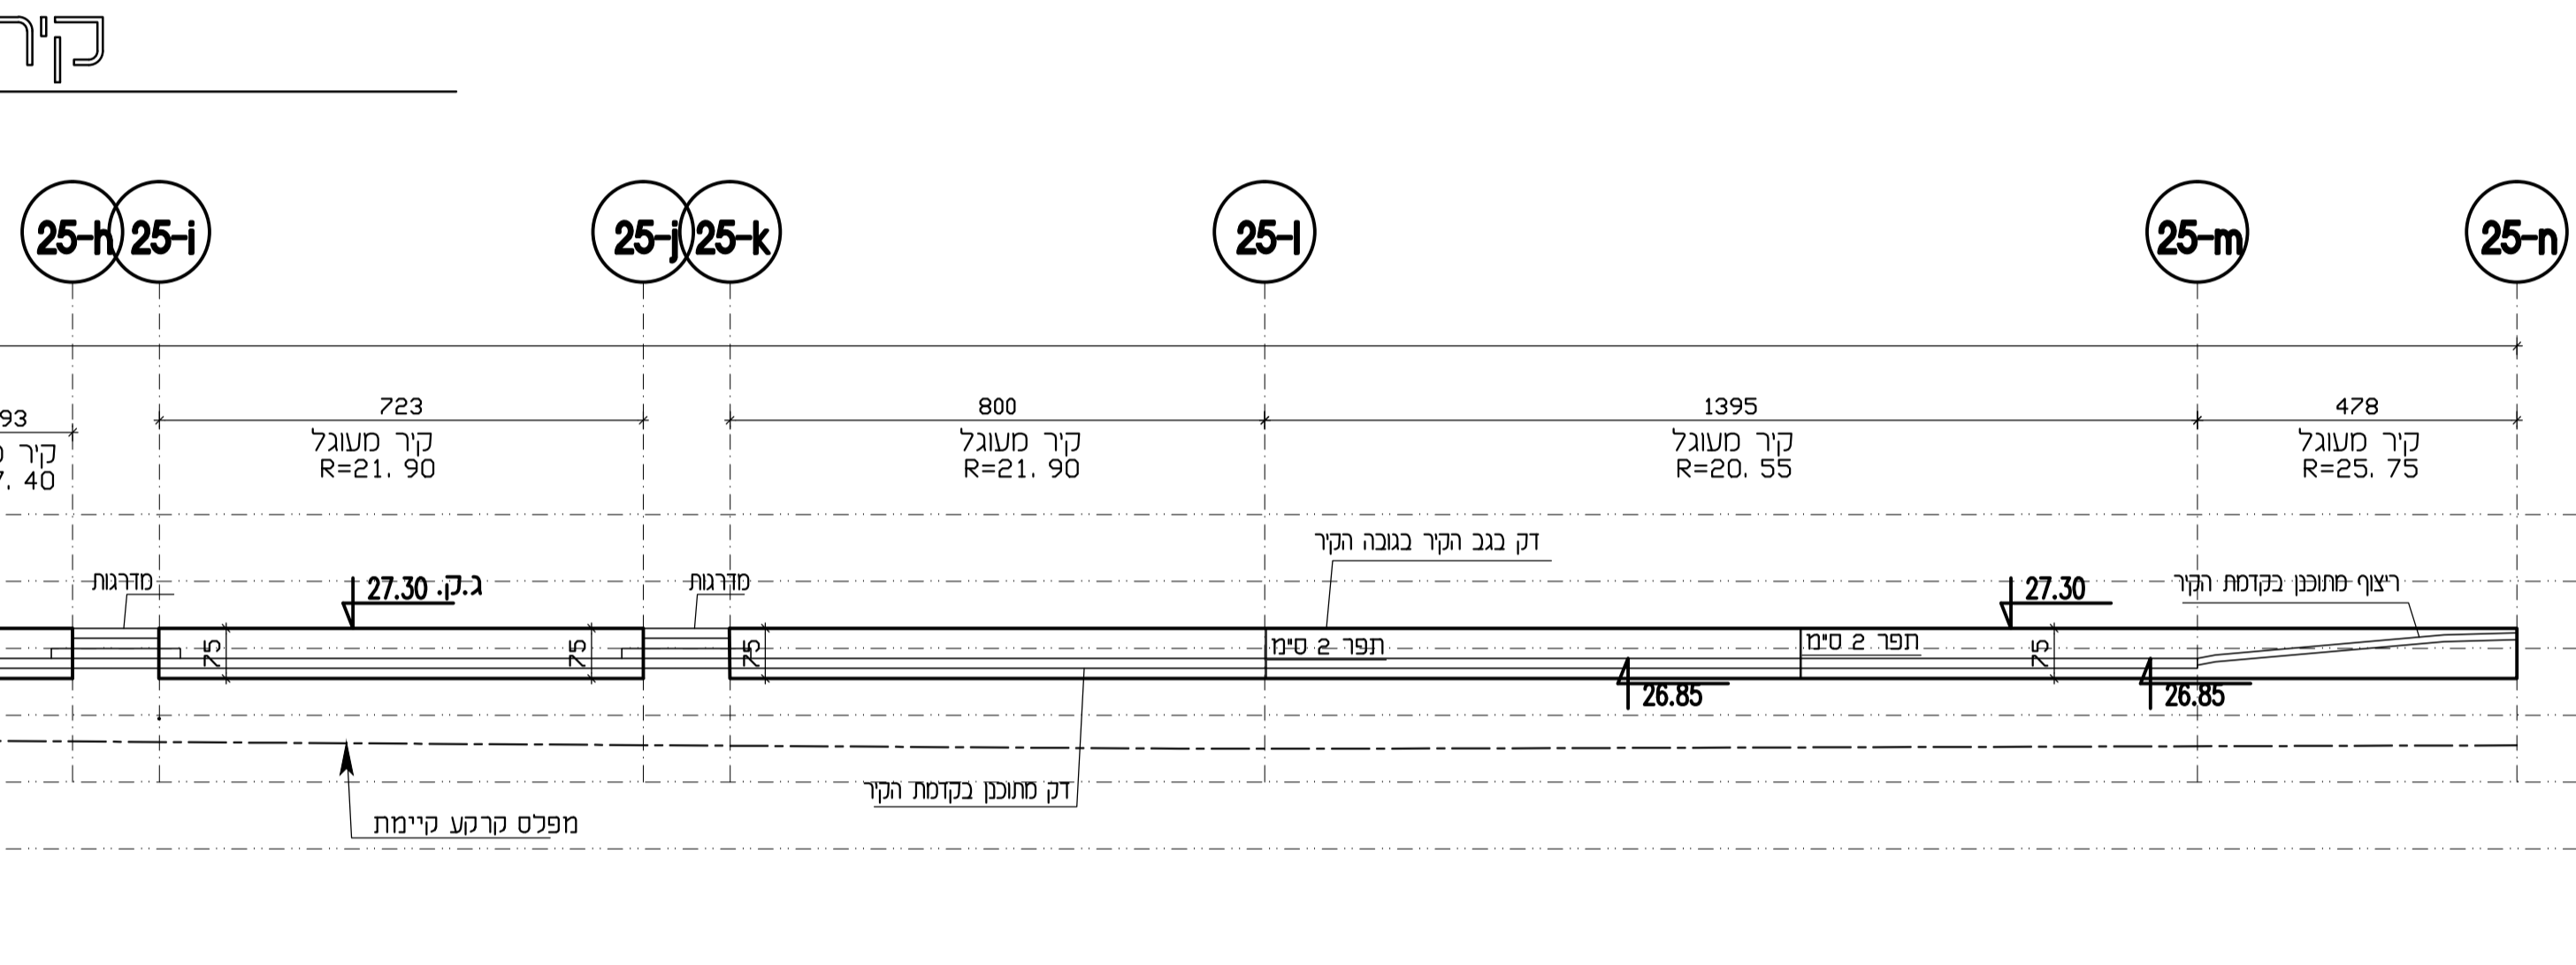 קיר
25-h 25-i 25-j 25-k 25-l 25-m 25-n
93 723 800 1395 478
קיר מעוגל
R=21. 90
קיר מעוגל
R=21. 90
קיר מעוגל
R=20. 55
קיר מעוגל
R=25. 75
קיר
40
דק בגב הקיר בגובה הקיר
מדרגות
ג.ק. 27.30
מדרגות
27.30
ריצוף מתוכנן בקדמת הקיר
75
75
75
תפר 2 ס"מ
תפר 2 ס"מ
75
26.85
26.85
דק מתוכנן בקדמת הקיר
מפלס קרקע קיימת